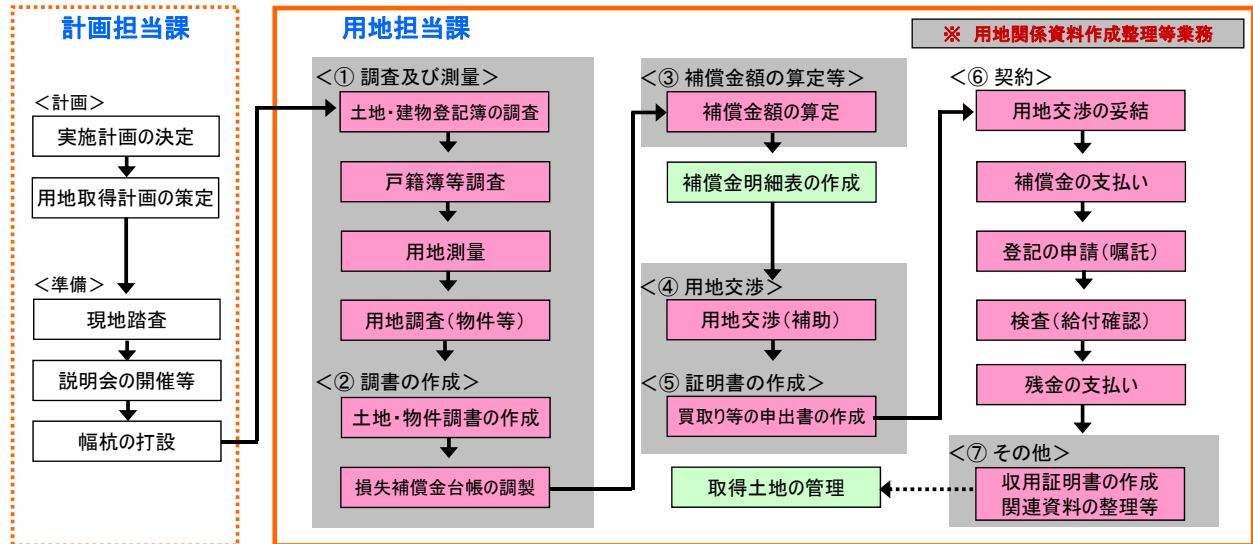 計画担当課
<計画>
実施計画の決定
用地取得計画の策定
<準備>
現地踏査
説明会の開催等
幅杭の打設
用地担当課
※ 用地関係資料作成整理等業務
<① 調査及び測量>
土地・建物登記簿の調査
戸籍簿等調査
用地測量
用地調査(物件等)
<② 調書の作成>
土地・物件調書の作成
損失補償金台帳の調製
<③ 補償金額の算定等>
補償金額の算定
補償金明細表の作成
<④ 用地交渉>
用地交渉(補助)
<⑤ 証明書の作成>
買取り等の申出書の作成
<⑥ 契約>
用地交渉の妥結
補償金の支払い
登記の申請(嘱託)
検査(給付確認)
残金の支払い
<⑦ その他>
収用証明書の作成
関連資料の整理等
取得土地の管理